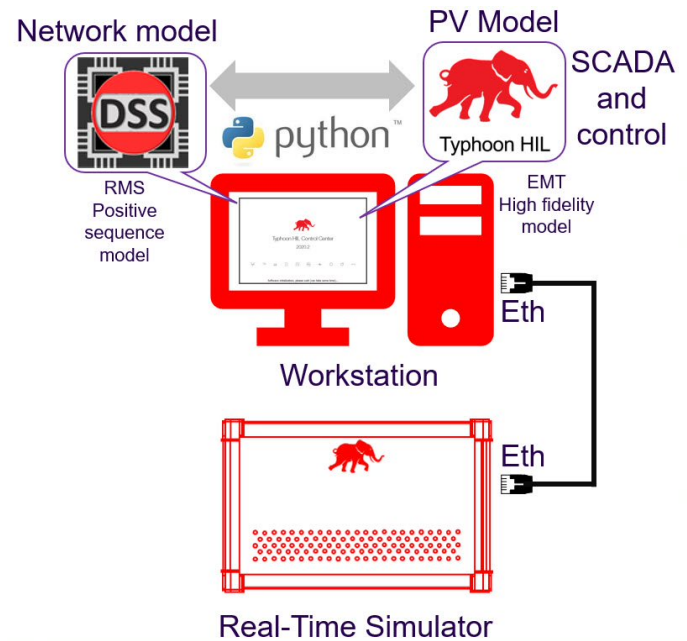 Network model
PV Model
DSS
python™
Typhoon HIL
SCADA
and
control
RMS
Positive
sequence
model
EMT
High fidelity
model
Typhoon HIL Control Center
Eth
Workstation
Eth
Real-Time Simulator